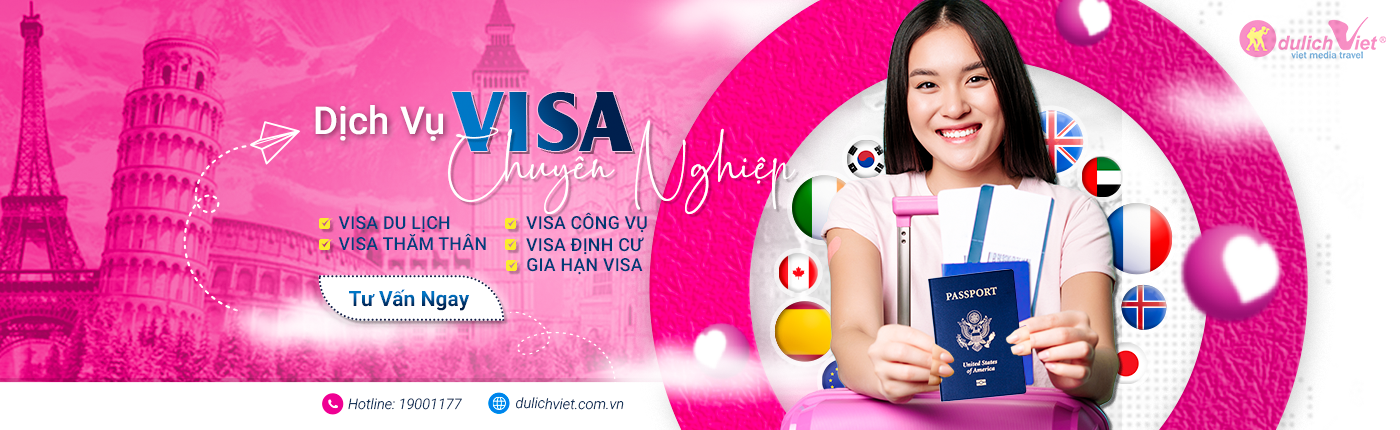 dulichViet®
viet media travel
Dịch Vụ VISA
Chuyên Nghiệp
VISA DU LỊCH
VISA THĂM THÂN
VISA CÔNG VỤ
VISA ĐỊNH CƯ
GIA HẠN VISA
Tư Vấn Ngay
PASSPORT
United States
of America
Hotline: 19001177
dulichviet.com.vn